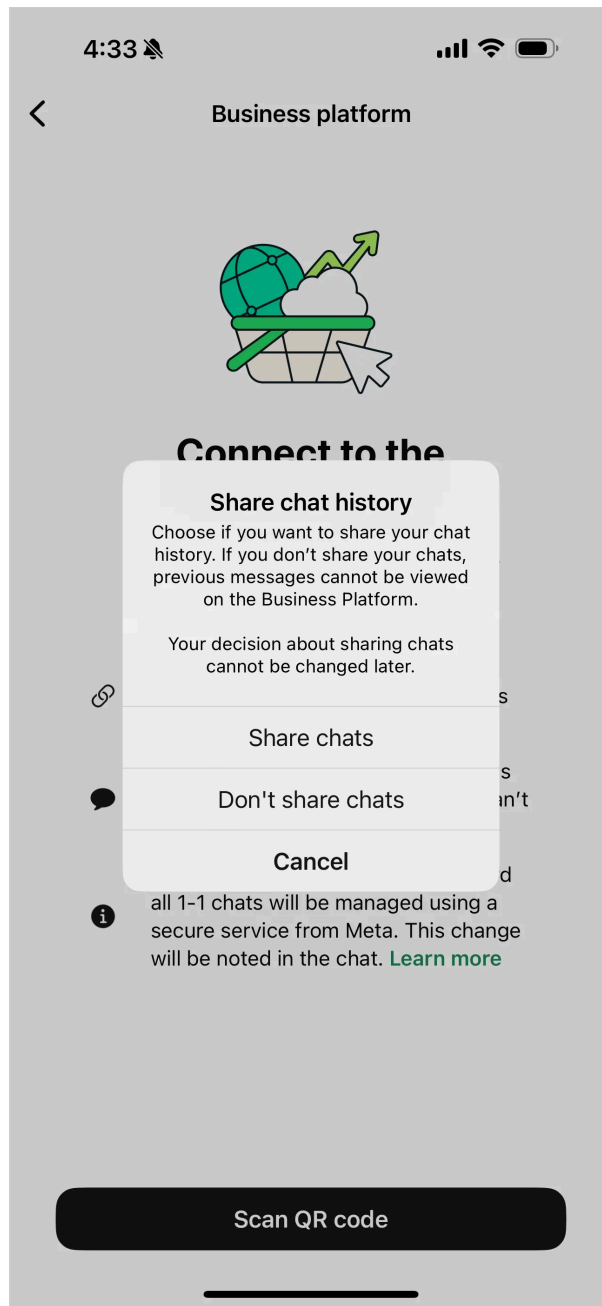 4:33
Business platform
Connect to the
Share chat history
Choose if you want to share your chat
history. If you don’t share your chats,
previous messages cannot be viewed
on the Business Platform.
Your decision about sharing chats
cannot be changed later.
Share chats
Don't share chats
Cancel
all 1-1 chats will be managed using a
secure service from Meta. This change
will be noted in the chat. Learn more
Scan QR code